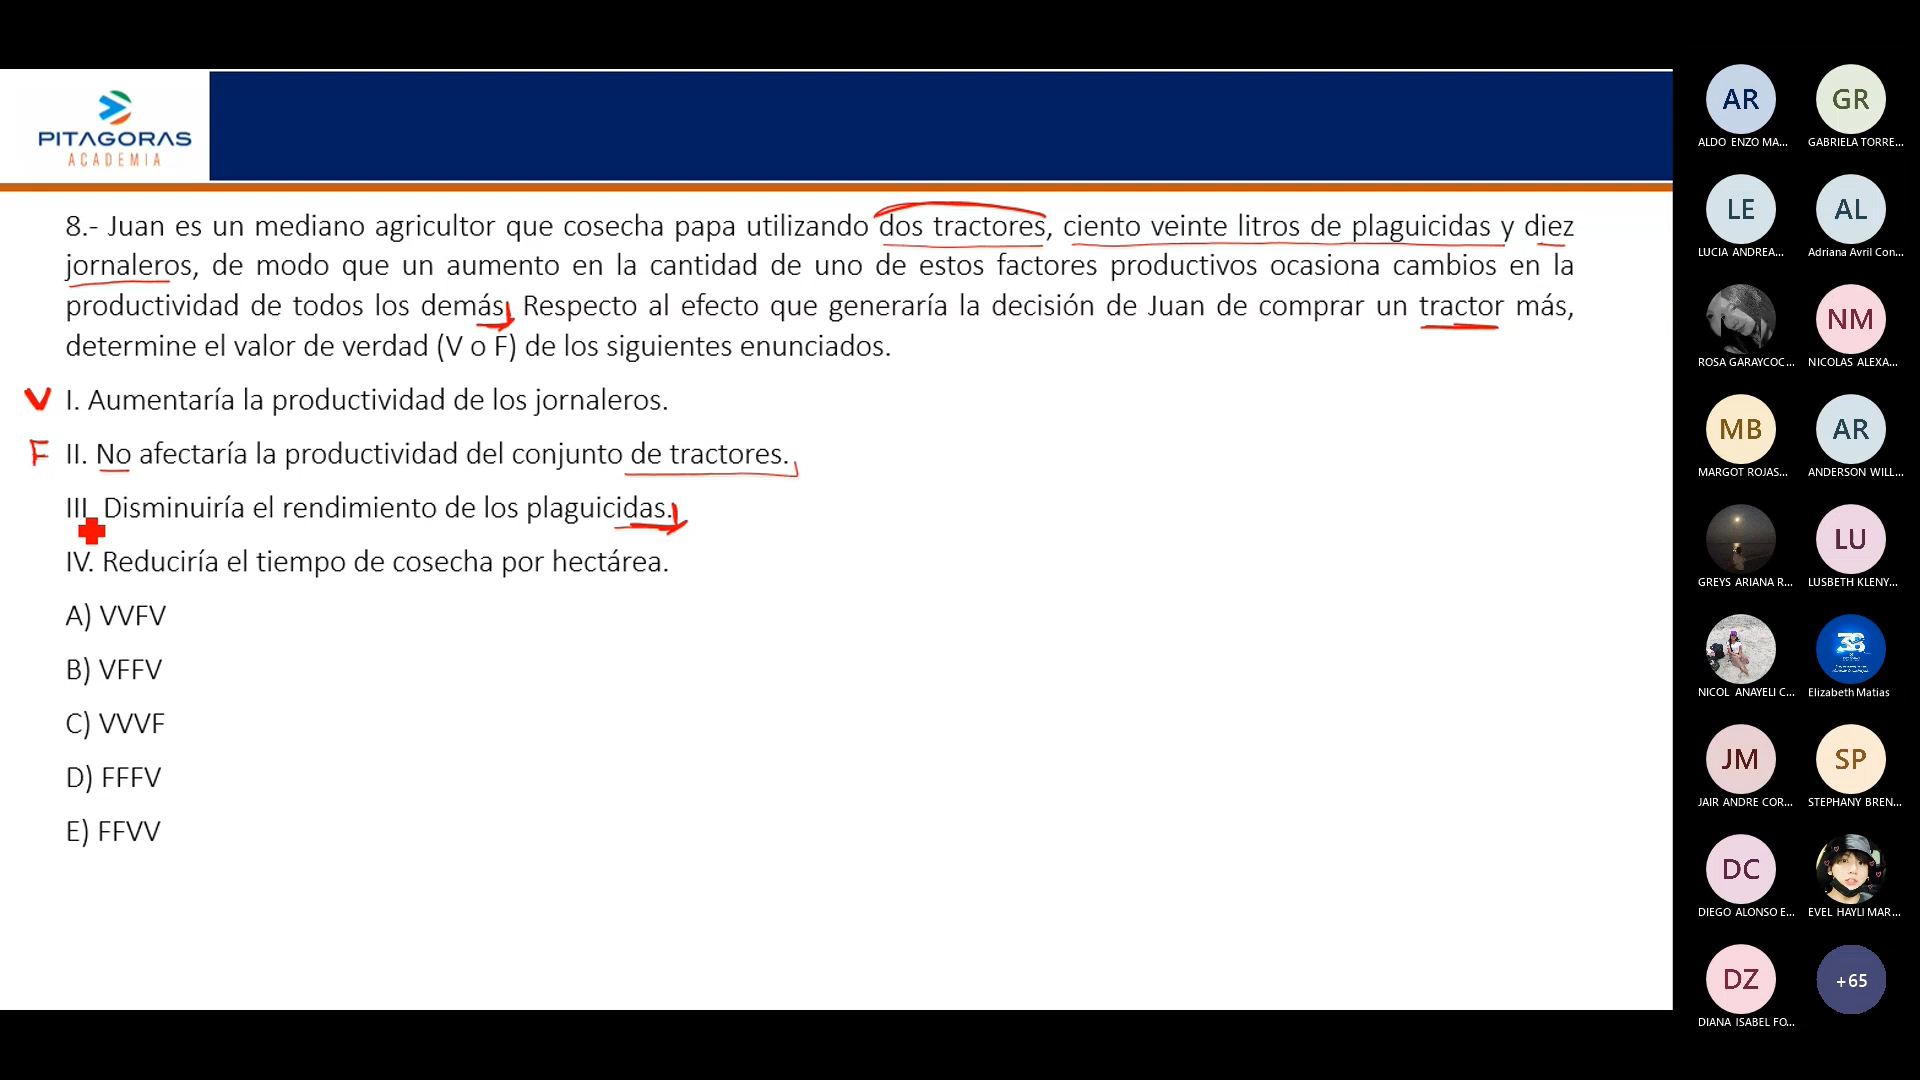 PITAGORAS
ACADEMIA
8.- Juan es un mediano agricultor que cosecha papa utilizando dos tractores, ciento veinte litros de plaguicidas y diez
jornaleros, de modo que un aumento en la cantidad de uno de estos factores productivos ocasiona cambios en la
productividad de todos los demás. Respecto al efecto que generaría la decisión de Juan de comprar un tractor más,
determine el valor de verdad (V o F) de los siguientes enunciados.
V I. Aumentaría la productividad de los jornaleros.
F II. No afectaría la productividad del conjunto de tractores.
III. Disminuiría el rendimiento de los plaguicidas.
IV. Reduciría el tiempo de cosecha por hectárea.
A) VVFV
B) VFFV
C) VVVF
D) FFFV
E) FFVV
AR GR
ALDO ENZO MA... GABRIELA TORRE...
LE AL
LUCIA ANDREA... Adriana Avril Con...
NM
ROSA GARAYCOC... NICOLAS ALEXA...
MB AR
MARGOT ROJAS... ANDERSON WILL...
LU
GREYS ARIANA R... LUSBETH KLENY...
38
NICOL ANAYELI C... Elizabeth Matias
JM SP
JAIR ANDRE COR... STEPHANY BREN...
DC
DIEGO ALONSO E... EVEL HAYLI MAR...
DZ +65
DIANA ISABEL FO...